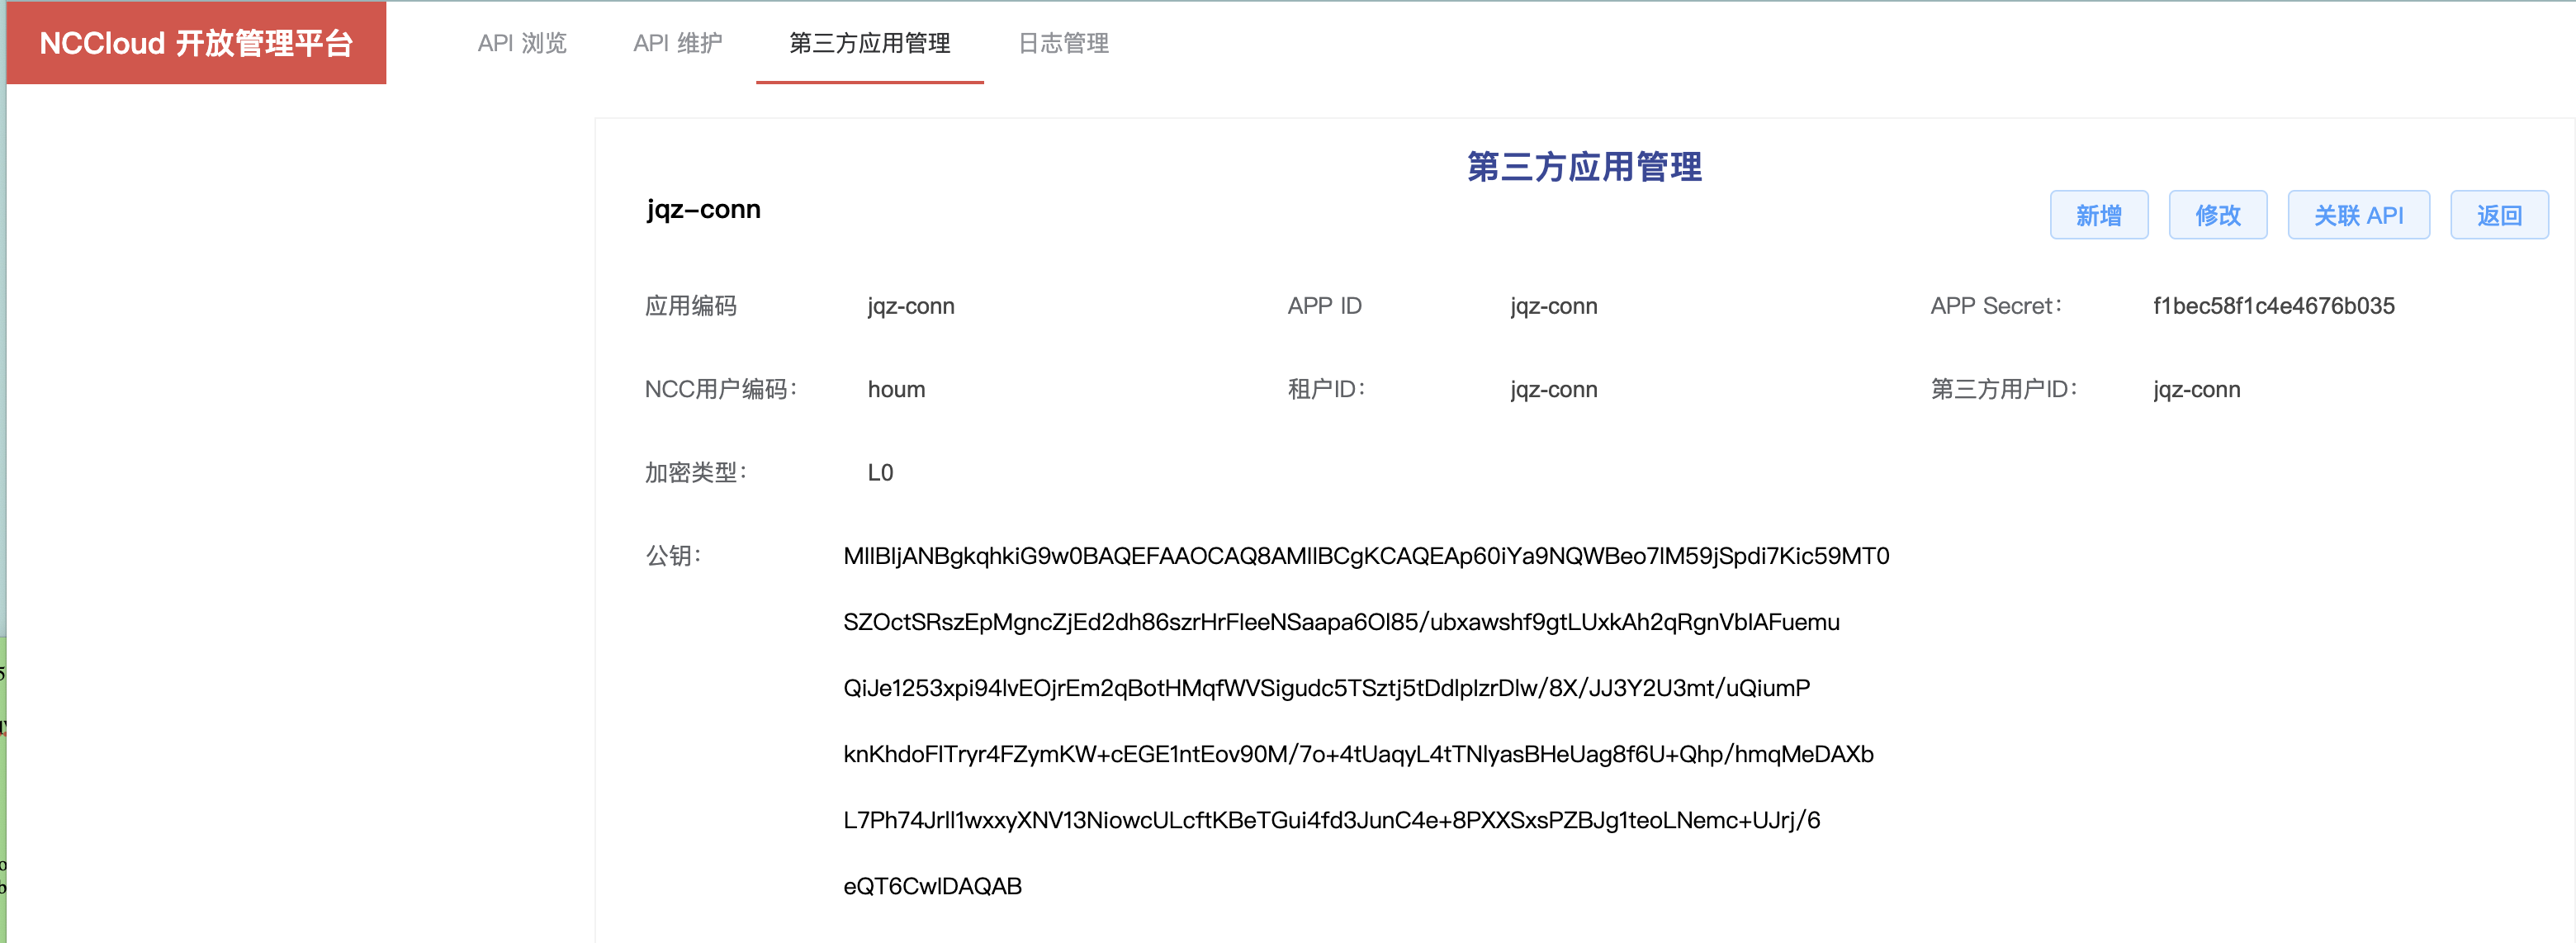 NCCloud 开放管理平台 API 浏览 API 维护 第三方应用管理 日志管理
第三方应用管理
jqz-conn
新增 修改 关联 API 返回
应用编码 jqz-conn APP ID jqz-conn APP Secret: f1bec58f1c4e4676b035
NCC用户编码: houm 租户ID: jqz-conn 第三方用户ID: jqz-conn
加密类型: L0
公钥: MIIBIjANBgkqhkiG9w0BAQEFAAOCAQ8AMIIBCgKCAQEAp60iYa9NQWBeo7lM59jSpdi7Kic59MT0
SZOctSRszEpMgncZjEd2dh86szrHrFleeNSaapa6Ol85/ubxawshf9gtLUxkAh2qRgnVblAFuemu
QiJe1253xpi94lvEOjrEm2qBotHMqfWVSigudc5TSztj5tDdlpIzrDlw/8X/JJ3Y2U3mt/uQiumP
knKhdoFlTryr4FZymKW+cEGE1ntEov90M/7o+4tUaqyL4tTNlyasBHeUag8f6U+Qhp/hmqMeDAXb
L7Ph74Jrll1wxxyXNV13NiowcULcftKBeTGui4fd3JunC4e+8PXXSxsPZBJg1teoLNemc+UJrj/6
eQT6CwIDAQAB